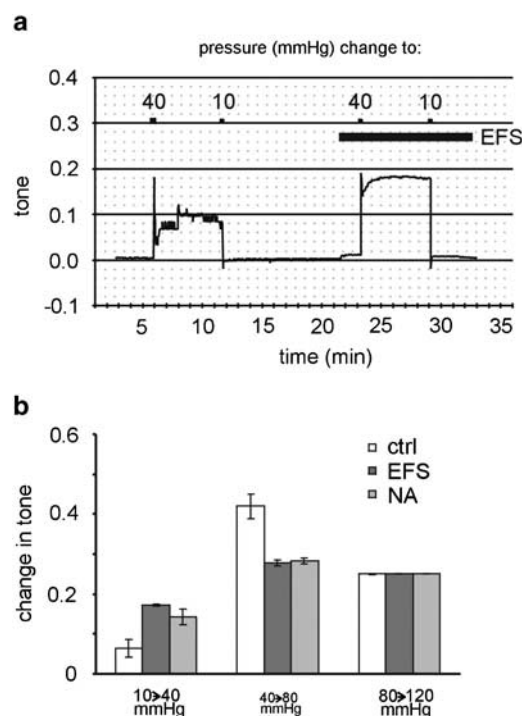 a
pressure (mmHg) change to:
0.4
40 10 40 10
0.3
EFS
0.2
tone
0.1
0.0
-0.1
5 10 15 20 25 30 35
time (min)
b
0.6
ctrl
EFS
NA
0.4
change in tone
0.2
0
10➔40 40➔80 80➔120
mmHg mmHg mmHg